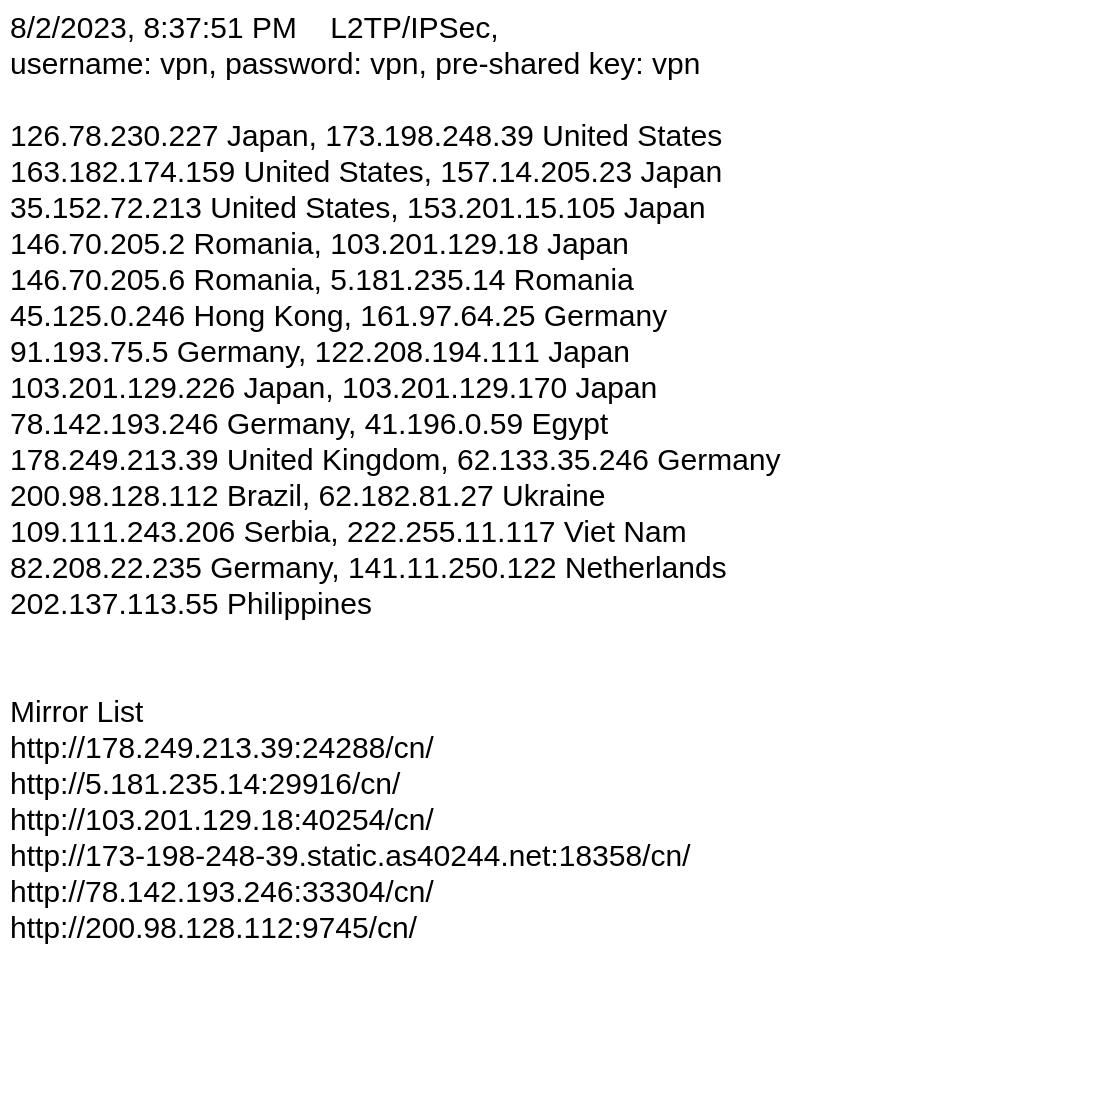 8/2/2023, 8:37:51 PM    L2TP/IPSec,
username: vpn, password: vpn, pre-shared key: vpn
126.78.230.227 Japan, 173.198.248.39 United States
163.182.174.159 United States, 157.14.205.23 Japan
35.152.72.213 United States, 153.201.15.105 Japan
146.70.205.2 Romania, 103.201.129.18 Japan
146.70.205.6 Romania, 5.181.235.14 Romania
45.125.0.246 Hong Kong, 161.97.64.25 Germany
91.193.75.5 Germany, 122.208.194.111 Japan
103.201.129.226 Japan, 103.201.129.170 Japan
78.142.193.246 Germany, 41.196.0.59 Egypt
178.249.213.39 United Kingdom, 62.133.35.246 Germany
200.98.128.112 Brazil, 62.182.81.27 Ukraine
109.111.243.206 Serbia, 222.255.11.117 Viet Nam
82.208.22.235 Germany, 141.11.250.122 Netherlands
202.137.113.55 Philippines
Mirror List
http://178.249.213.39:24288/cn/
http://5.181.235.14:29916/cn/
http://103.201.129.18:40254/cn/
http://173-198-248-39.static.as40244.net:18358/cn/
http://78.142.193.246:33304/cn/
http://200.98.128.112:9745/cn/